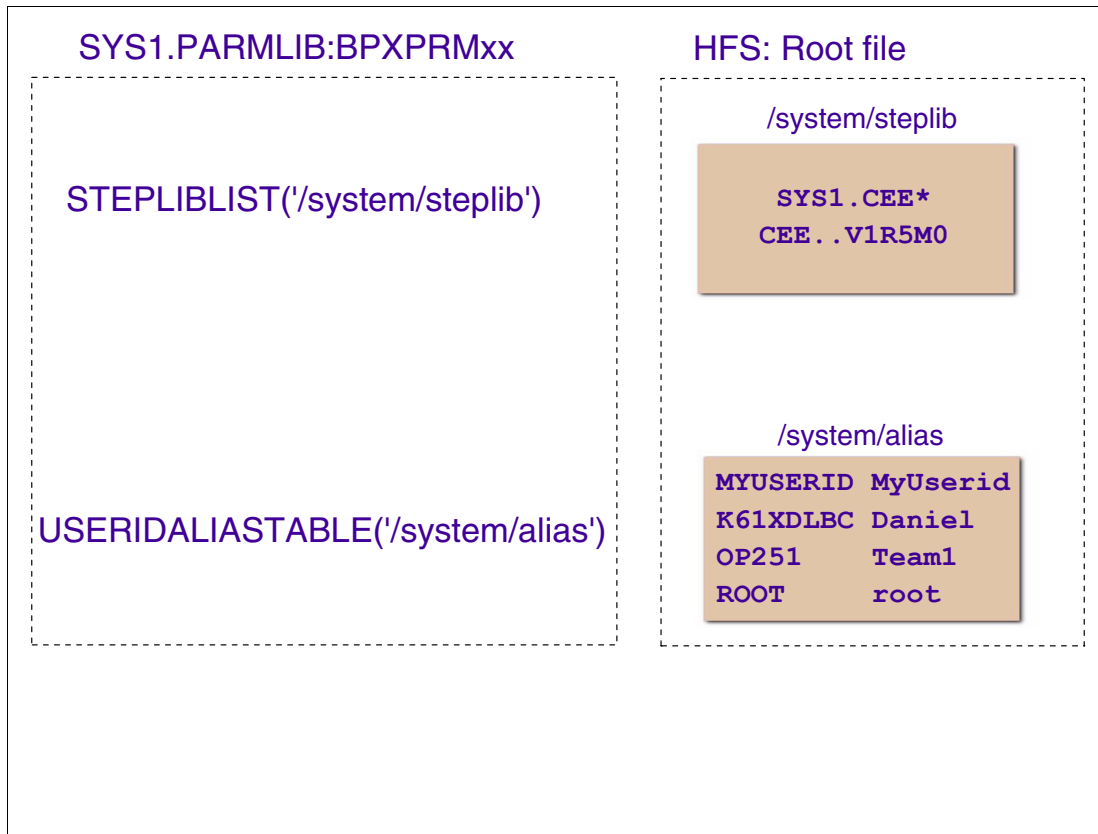 SYS1.PARMLIB:BPXPRMxx
STEPLIBLIST('/system/steplib')
USERIDALIASTABLE('/system/alias')
HFS: Root file
/system/steplib
SYS1.CEE*
CEE..V1R5M0
/system/alias
MYUSERID MyUserid
K61XDLBC Daniel
OP251 Team1
ROOT root